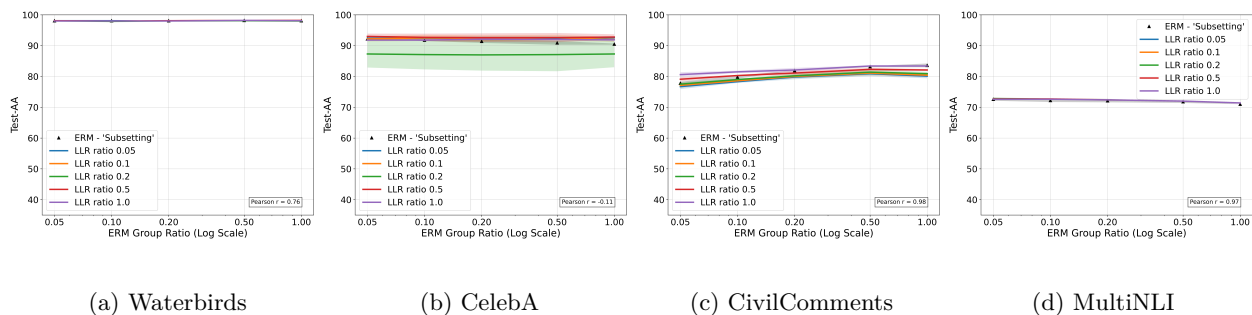 Test-AA
90
80
70
60
50
40
ERM - 'Subsetting'
LLR ratio 0.05
LLR ratio 0.1
LLR ratio 0.2
LLR ratio 0.5
LLR ratio 1.0
Pearson r = 0.76
0.05 0.10 0.20 0.50 1.00
ERM Group Ratio (Log Scale)
(a) Waterbirds
Test-AA
100
90
80
70
60
50
40
ERM - 'Subsetting'
LLR ratio 0.05
LLR ratio 0.1
LLR ratio 0.2
LLR ratio 0.5
LLR ratio 1.0
Pearson r = -0.11
0.05 0.10 0.20 0.50 1.00
ERM Group Ratio (Log Scale)
(b) CelebA
Test-AA
100
90
80
70
60
50
40
ERM - 'Subsetting'
LLR ratio 0.05
LLR ratio 0.1
LLR ratio 0.2
LLR ratio 0.5
LLR ratio 1.0
Pearson r = 0.98
0.05 0.10 0.20 0.50 1.00
ERM Group Ratio (Log Scale)
(c) CivilComments
Test-AA
100
90
80
70
60
50
40
ERM - 'Subsetting'
LLR ratio 0.05
LLR ratio 0.1
LLR ratio 0.2
LLR ratio 0.5
LLR ratio 1.0
Pearson r = 0.97
0.05 0.10 0.20 0.50 1.00
ERM Group Ratio (Log Scale)
(d) MultiNLI